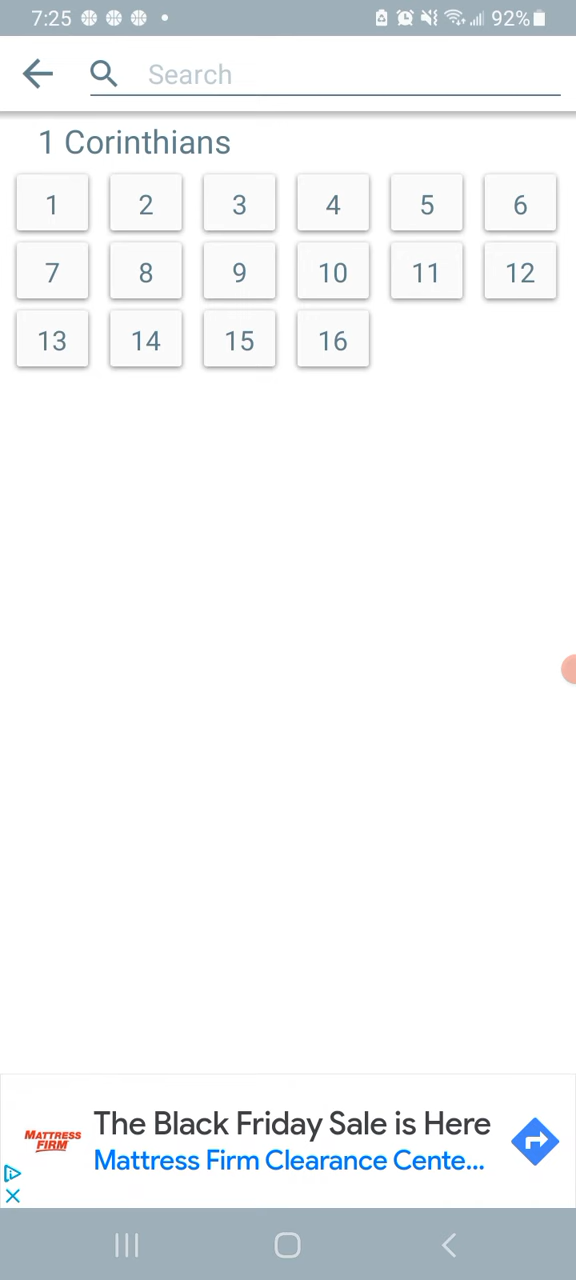 7:25 92%
Search
1 Corinthians
1 2 3 4 5 6
7 8 9 10 11 12
13 14 15 16
The Black Friday Sale is Here
MATTRESS FIRM
Mattress Firm Clearance Cente...